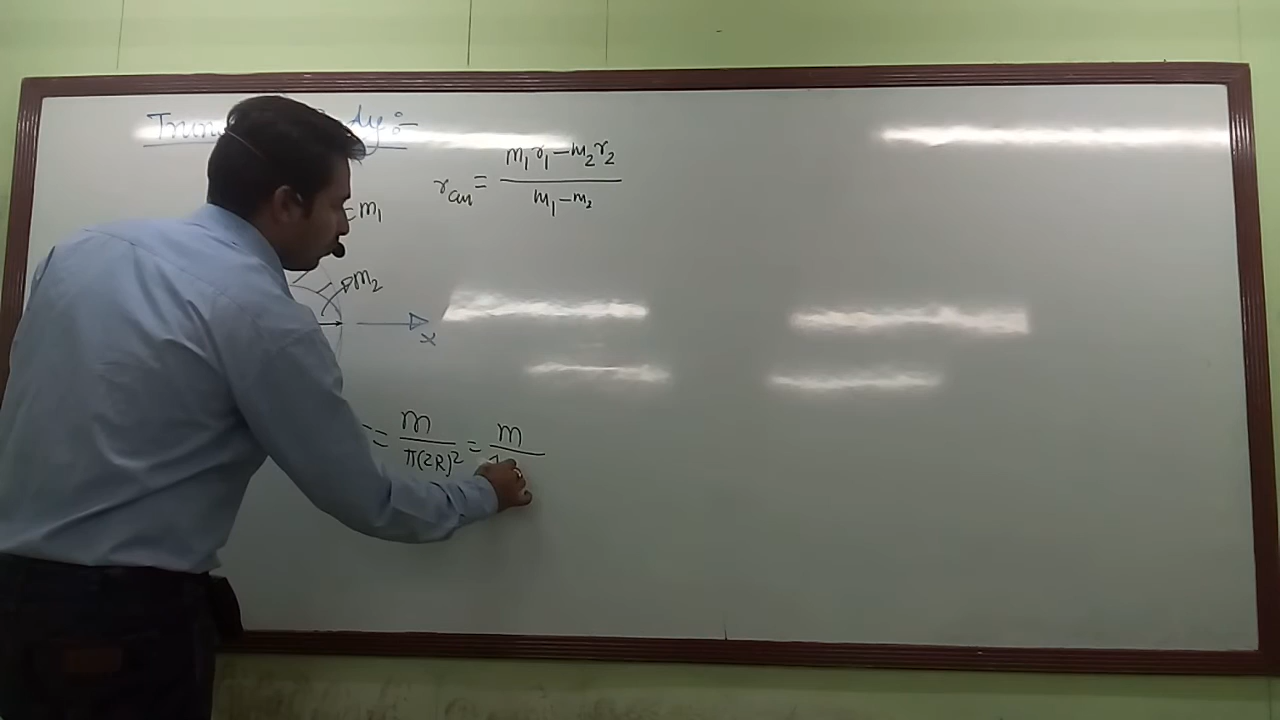 r_cm = (m₁r₁ – m₂r₂) / (m₁ – m₂)
= m₁
m₂
x
= m / π(2R)² = m /